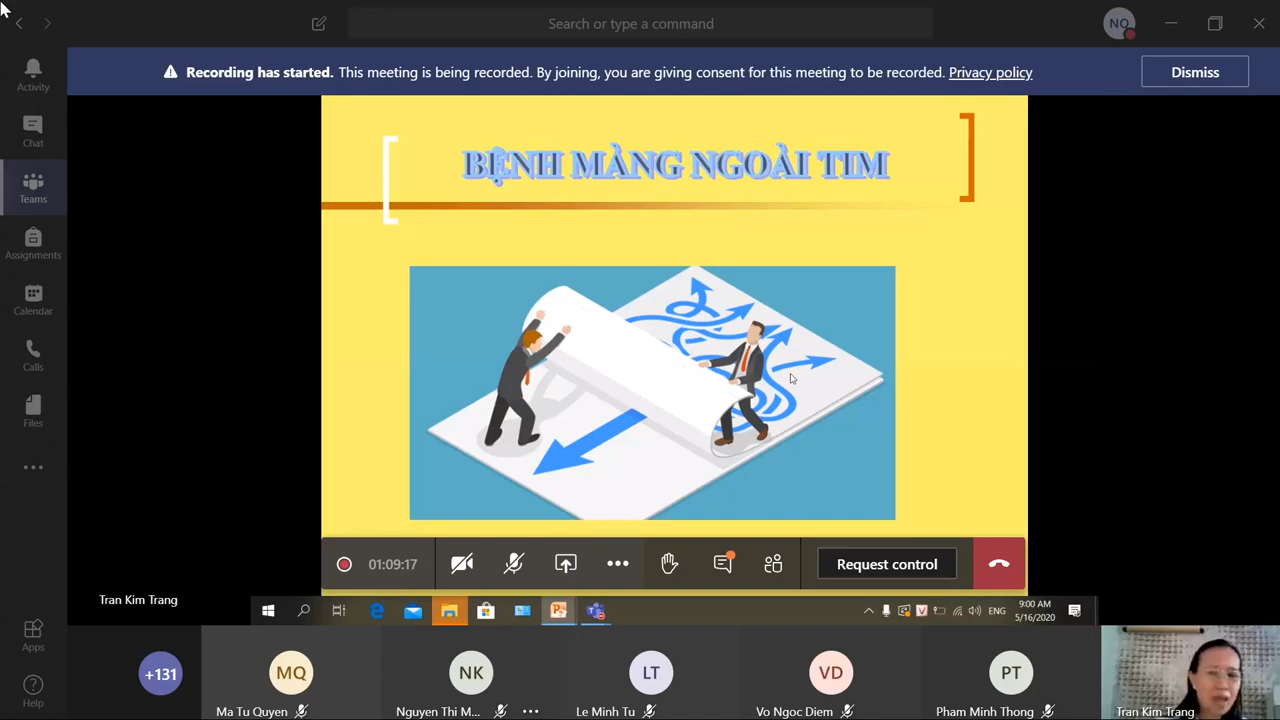 Search or type a command
NQ
Activity
Recording has started. This meeting is being recorded. By joining, you are giving consent for this meeting to be recorded. Privacy policy
Dismiss
Chat
Teams
BỆNH MÀNG NGOÀI TIM
Assignments
Calendar
Calls
Files
01:09:17
Request control
Tran Kim Trang
ENG
9:00 AM
5/16/2020
Apps
Help
+131
MQ
NK
LT
VD
PT
Ma Tu Quyen
Nguyen Thi M...
Le Minh Tu
Vo Ngoc Diem
Pham Minh Thong
Tran Kim Trang